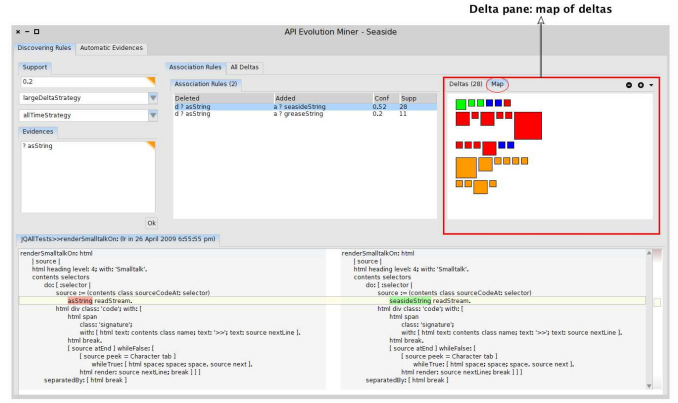 Delta pane: map of deltas
API Evolution Miner - Seaside
Discovering Rules Automatic Evidences
Support
0,2
largeDeltaStrategy
allTimeStrategy
Evidences
? asString
Ok
Association Rules All Deltas
Association Rules (2)
Deleted Added Conf Supp
d ? asString a ? seasideString 0,52 28
d ? asString a ? greaseString 0,2 11
Deltas (28) Map
JQAllTests>>renderSmalltalkOn: (lr in 26 April 2009 6:55:55 pm)
renderSmalltalkOn: html
| source |
html heading level: 4; with: 'Smalltalk'.
contents selectors
do: [ :selector |
source := (contents class sourceCodeAt: selector)
asString readStream.
html div class: 'code'; with: [
html span
class: 'signature';
with: [ html text: contents class name; text: '>>'; text: source nextLine ].
html break.
[ source atEnd ] whileFalse: [
[ source peek = Character tab ]
whileTrue: [ html space; space; space. source next ].
html render: source nextLine; break ] ] ]
separatedBy: [ html break ]
renderSmalltalkOn: html
| source |
html heading level: 4; with: 'Smalltalk'.
contents selectors
do: [ :selector |
source := (contents class sourceCodeAt: selector)
seasideString readStream.
html div class: 'code'; with: [
html span
class: 'signature';
with: [ html text: contents class name; text: '>>'; text: source nextLine ].
html break.
[ source atEnd ] whileFalse: [
[ source peek = Character tab ]
whileTrue: [ html space; space; space. source next ].
html render: source nextLine; break ] ] ]
separatedBy: [ html break ]